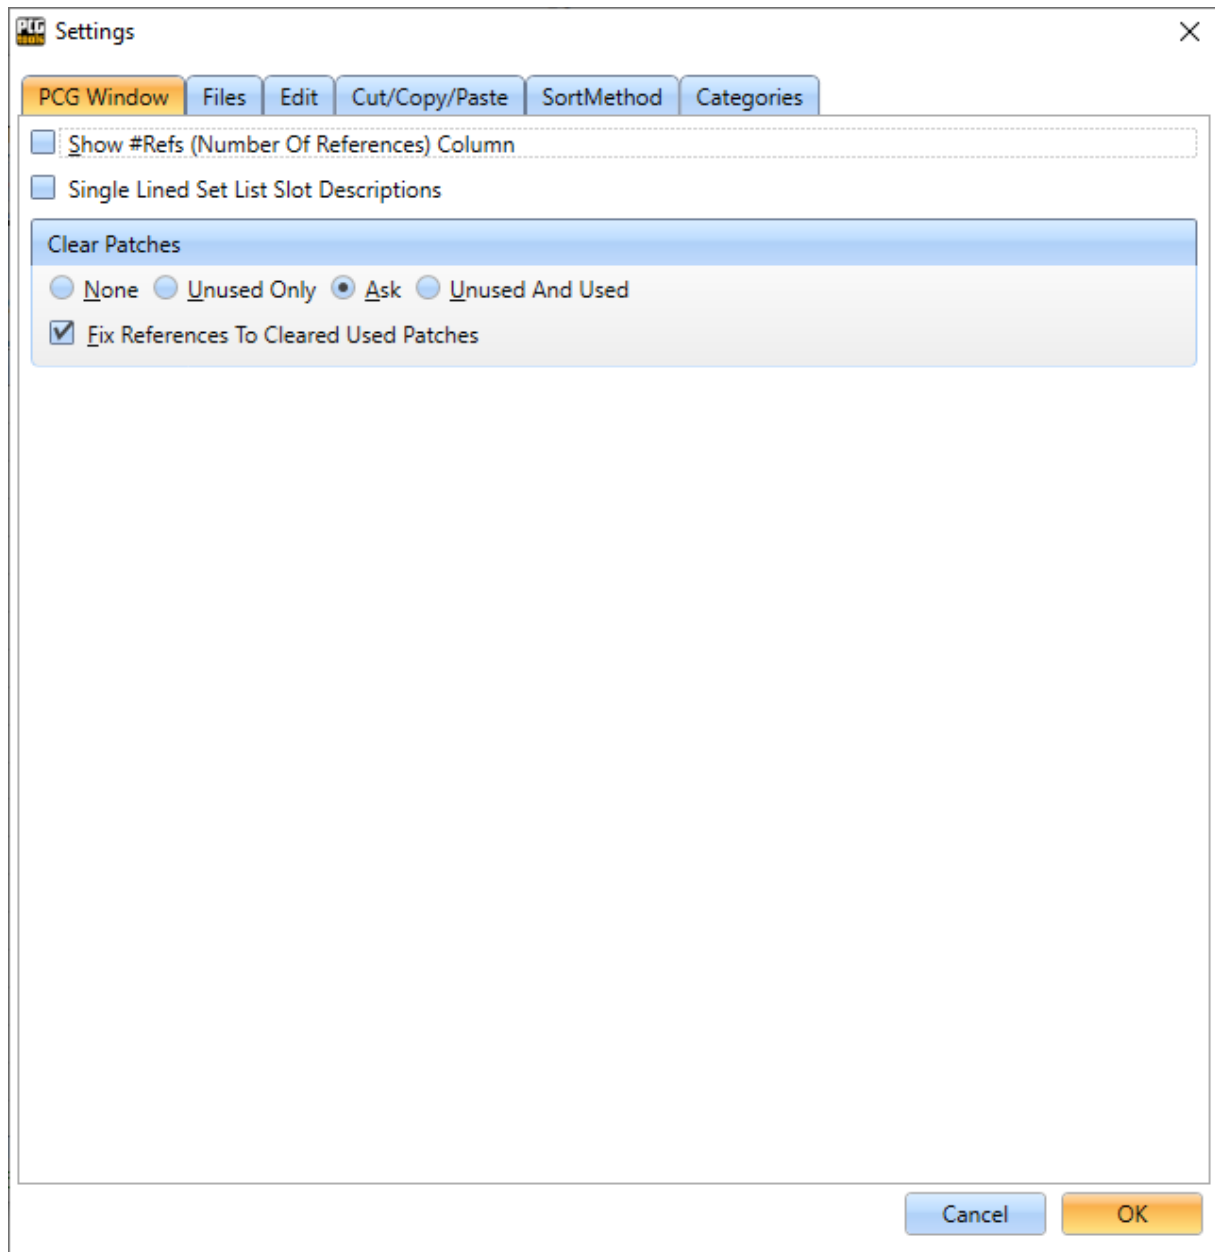 PCG
tools
Settings
PCG Window Files Edit Cut/Copy/Paste SortMethod Categories
Show #Refs (Number Of References) Column
Single Lined Set List Slot Descriptions
Clear Patches
None Unused Only Ask Unused And Used
Fix References To Cleared Used Patches
Cancel OK